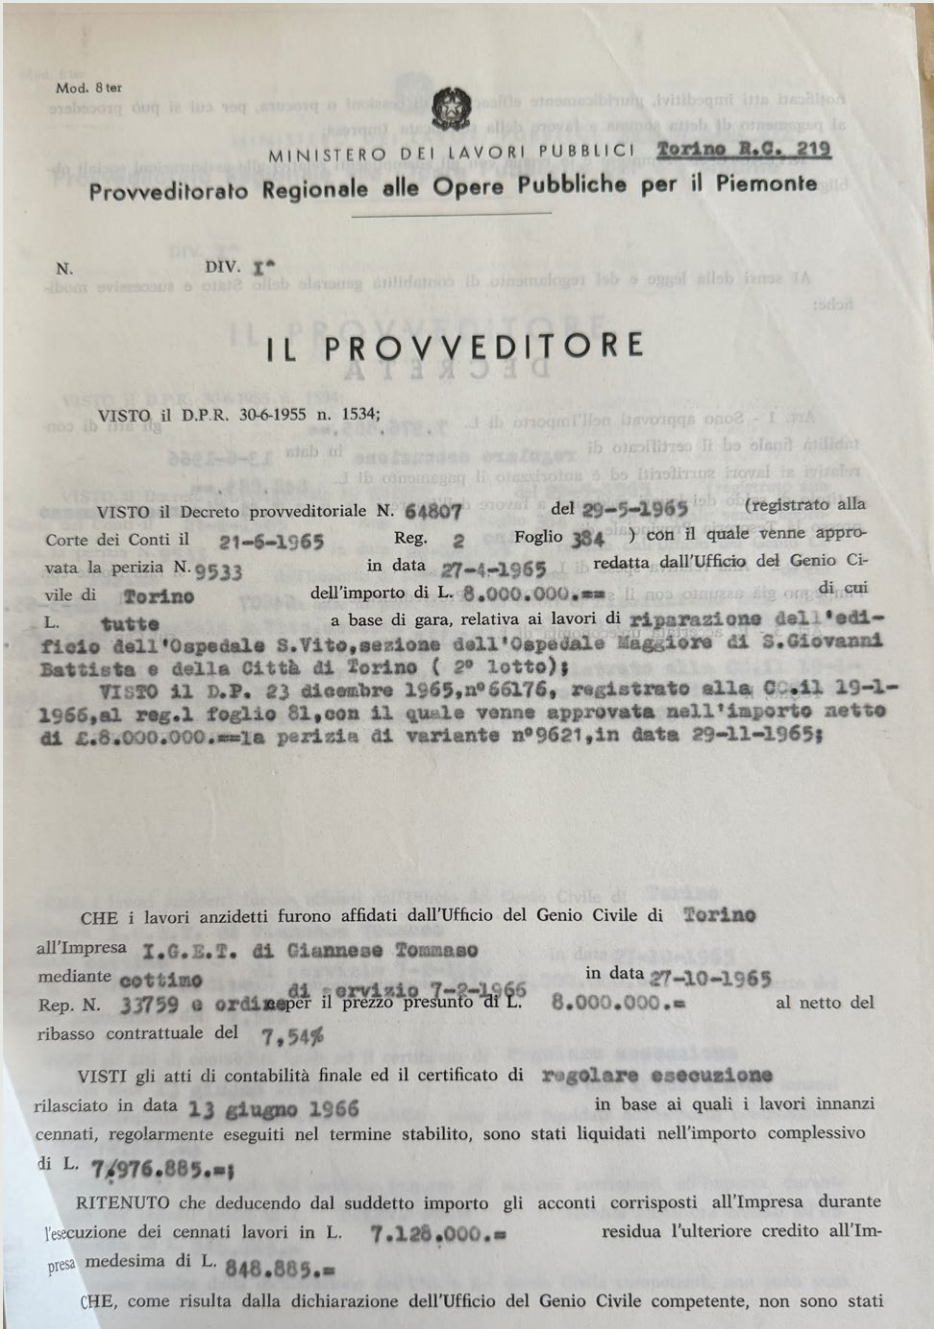 Mod. 8 ter
MINISTERO DEI LAVORI PUBBLICI Torino R.C. 219
Provveditorato Regionale alle Opere Pubbliche per il Piemonte
N. DIV. Iª
IL PROVVEDITORE
VISTO il D.P.R. 30-6-1955 n. 1534;
VISTO il Decreto provveditoriale N. 64807 del 29-5-1965 (registrato alla
Corte dei Conti il 21-6-1965 Reg. 2 Foglio 384 ) con il quale venne appro-
vata la perizia N. 9533 in data 27-4-1965 redatta dall'Ufficio del Genio Ci-
vile di Torino dell'importo di L. 8.000.000.== di cui
L. tutte a base di gara, relativa ai lavori di riparazione dell'edi-
ficio dell'Ospedale S.Vito,sezione dell'Ospedale Maggiore di S.Giovanni
Battista e della Città di Torino ( 2º lotto);
VISTO il D.P. 23 dicembre 1965,nº66176, registrato alla CC.il 19-1-
1966,al reg.1 foglio 81,con il quale venne approvata nell'importo netto
di £.8.000.000.==la perizia di variante nº9621,in data 29-11-1965;
CHE i lavori anzidetti furono affidati dall'Ufficio del Genio Civile di Torino
all'Impresa I.G.E.T. di Giannese Tommaso
mediante cottimo in data 27-10-1965
di servizio 7-2-1966
Rep. N. 33759 e ordine per il prezzo presunto di L. 8.000.000.= al netto del
ribasso contrattuale del 7,54%
VISTI gli atti di contabilità finale ed il certificato di regolare esecuzione
rilasciato in data 13 giugno 1966 in base ai quali i lavori innanzi
cennati, regolarmente eseguiti nel termine stabilito, sono stati liquidati nell'importo complessivo
di L. 7.976.885.=;
RITENUTO che deducendo dal suddetto importo gli acconti corrisposti all'Impresa durante
l'esecuzione dei cennati lavori in L. 7.128.000.= residua l'ulteriore credito all'Im-
presa medesima di L. 848.885.=
CHE, come risulta dalla dichiarazione dell'Ufficio del Genio Civile competente, non sono stati